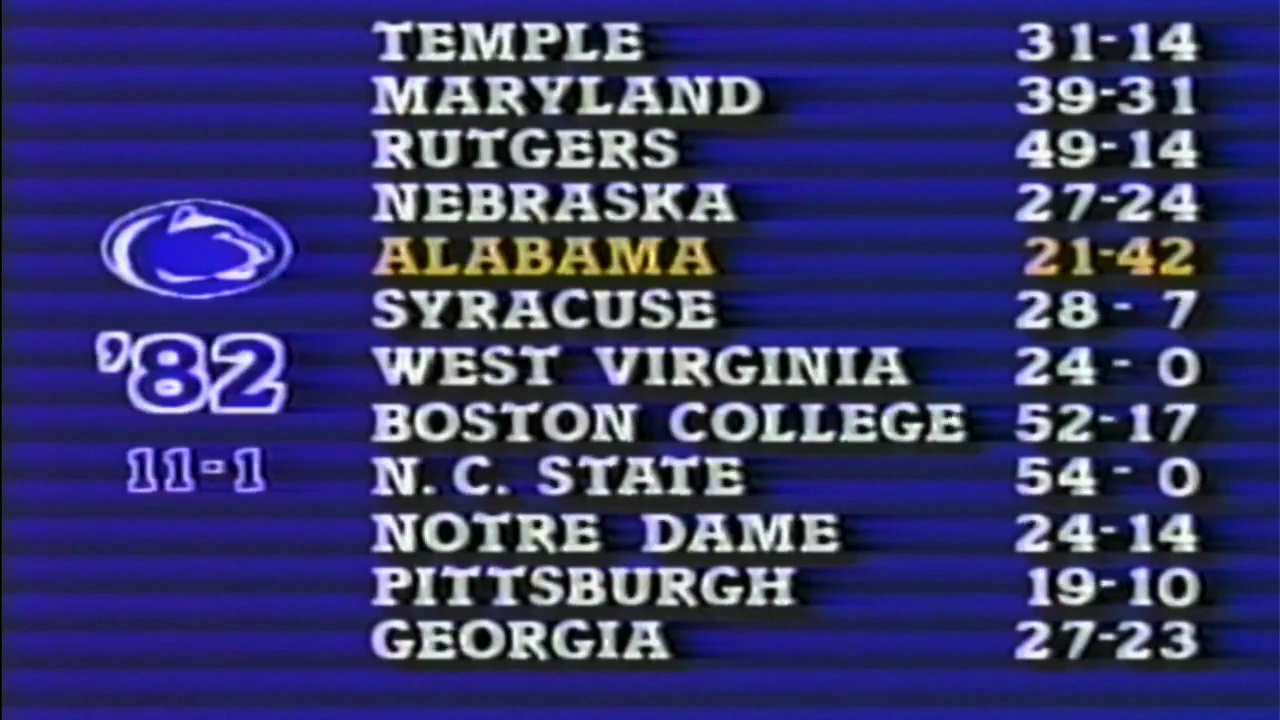 TEMPLE 31-14
MARYLAND 39-31
RUTGERS 49-14
NEBRASKA 27-24
ALABAMA 21-42
SYRACUSE 28- 7
WEST VIRGINIA 24- 0
BOSTON COLLEGE 52-17
N.C. STATE 54- 0
NOTRE DAME 24-14
PITTSBURGH 19-10
GEORGIA 27-23
'82
11-1